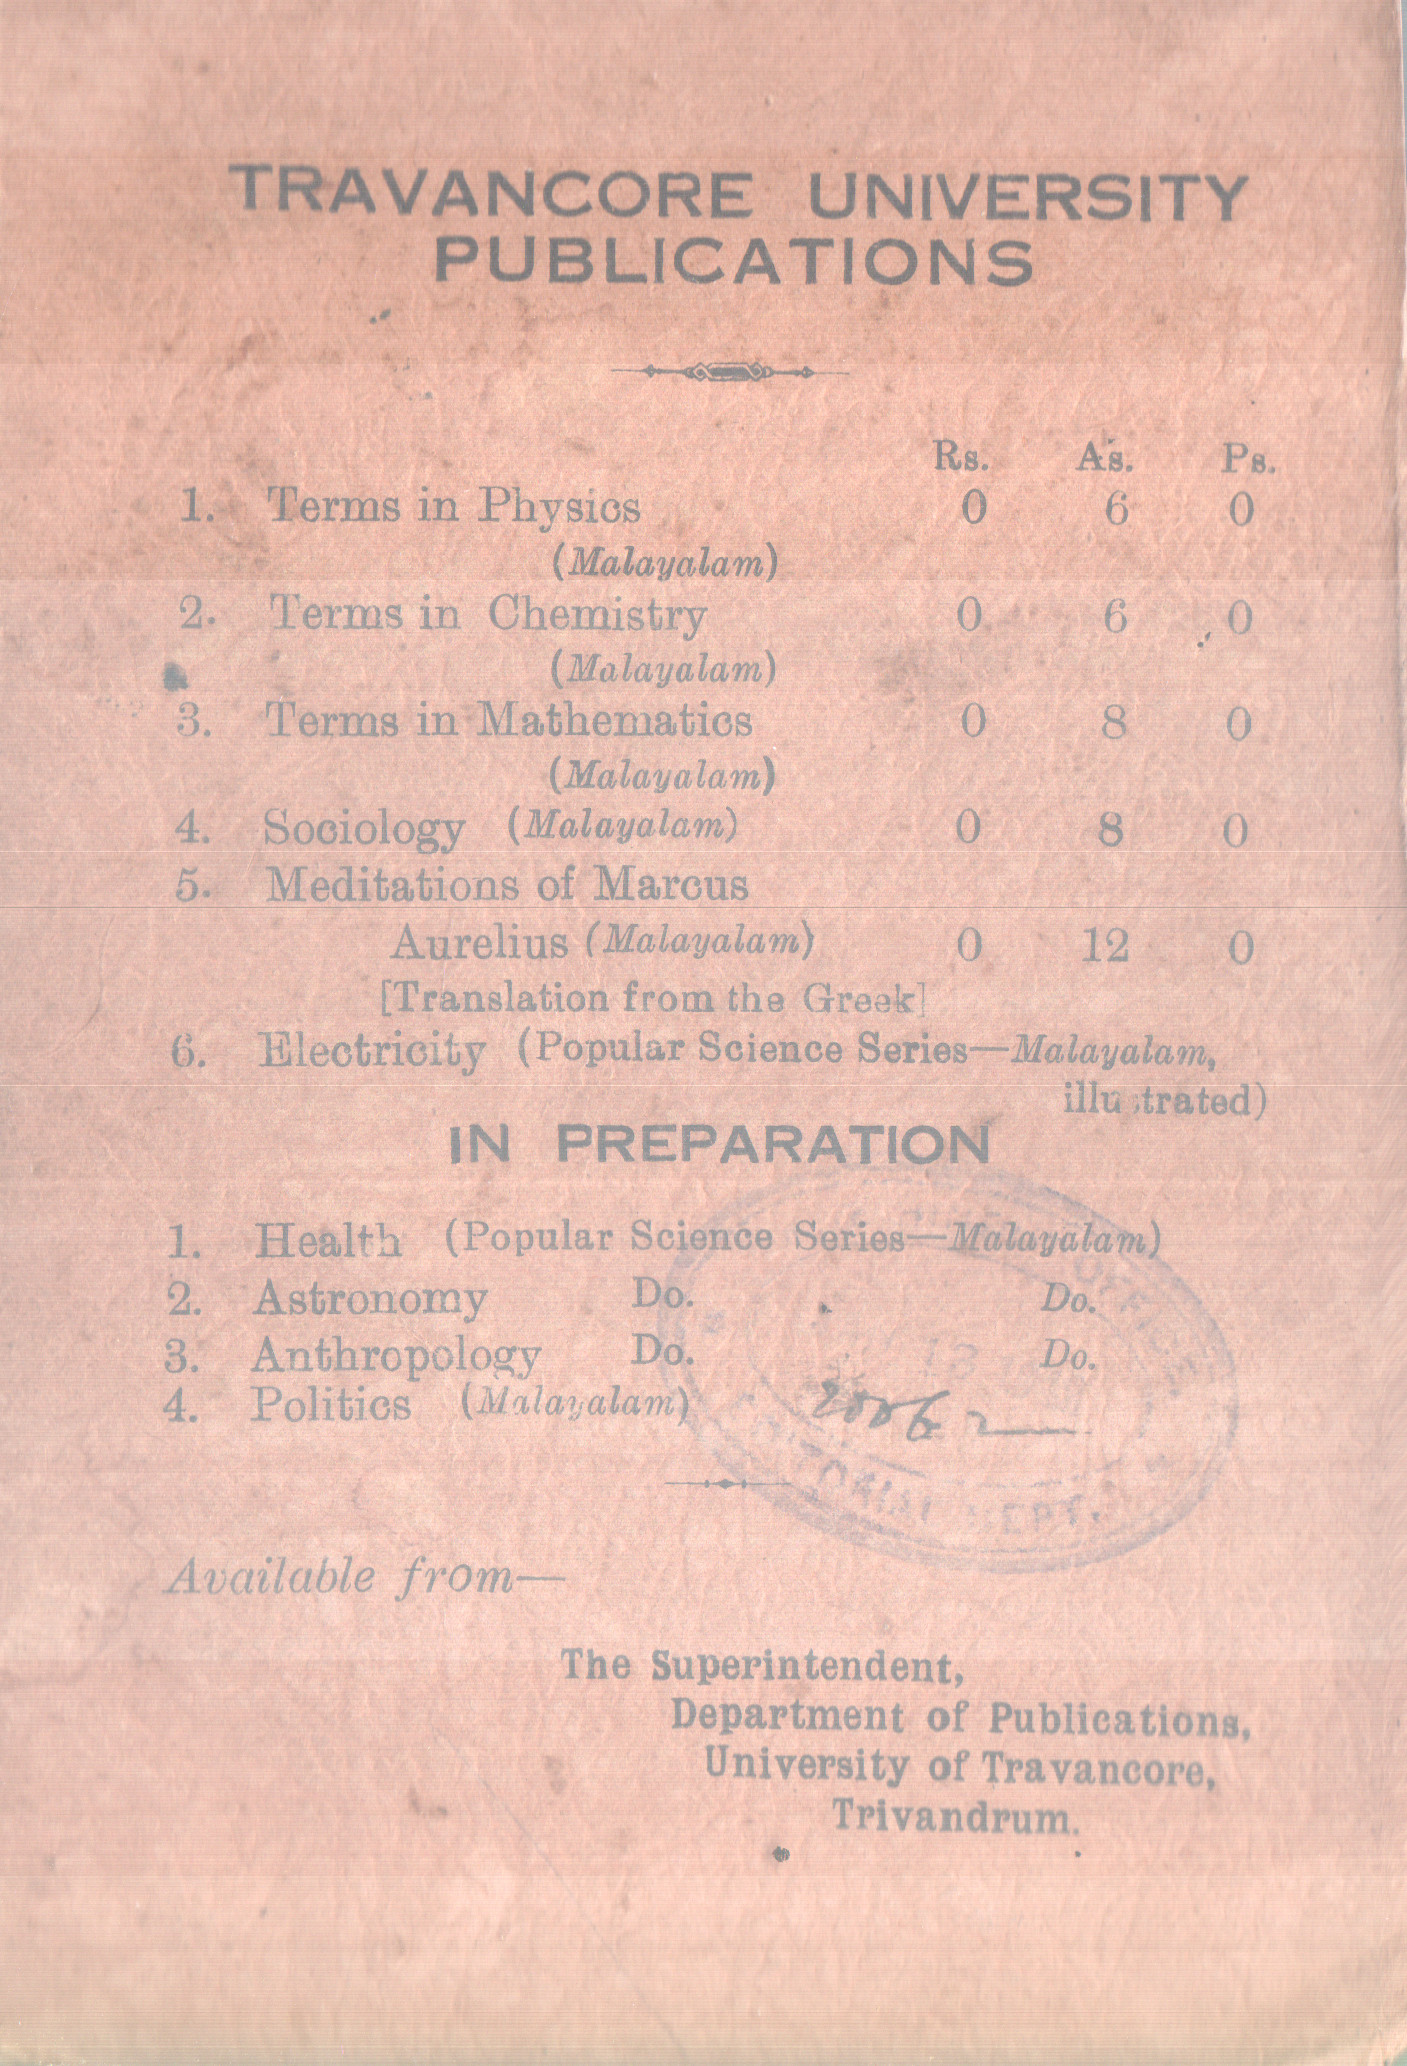 TRAVANCORE UNIVERSITY
PUBLICATIONS
Rs. As. Ps.
1. Terms in Physics 0 6 0
(Malayalam)
2. Terms in Chemistry 0 6 0
(Malayalam)
3. Terms in Mathematics 0 8 0
(Malayalam)
4. Sociology (Malayalam) 0 8 0
5. Meditations of Marcus
Aurelius (Malayalam) 0 12 0
[Translation from the Greek]
6. Electricity (Popular Science Series—Malayalam,
illustrated)
IN PREPARATION
1. Health (Popular Science Series—Malayalam)
2. Astronomy Do. Do.
3. Anthropology Do. Do.
4. Politics (Malayalam)
OFFICE
DEPT.
Available from—
The Superintendent,
Department of Publications,
University of Travancore,
Trivandrum.